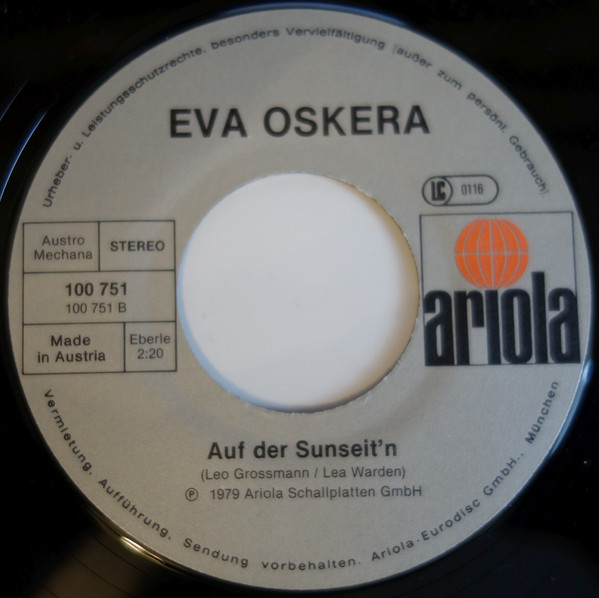 Urheber- u. Leistungsschutzrechte, besonders Vervielfältigung (außer zum persönl. Gebrauch),
EVA OSKERA
LC 0116
Austro
Mechana
STEREO
100 751
100 751 B
Made
in Austria
Eberle
2:20
ariola
Auf der Sunseit'n
(Leo Grossmann / Lea Warden)
Ⓟ 1979 Ariola Schallplatten GmbH
Vermietung, Aufführung, Sendung vorbehalten. Ariola-Eurodisc GmbH., München